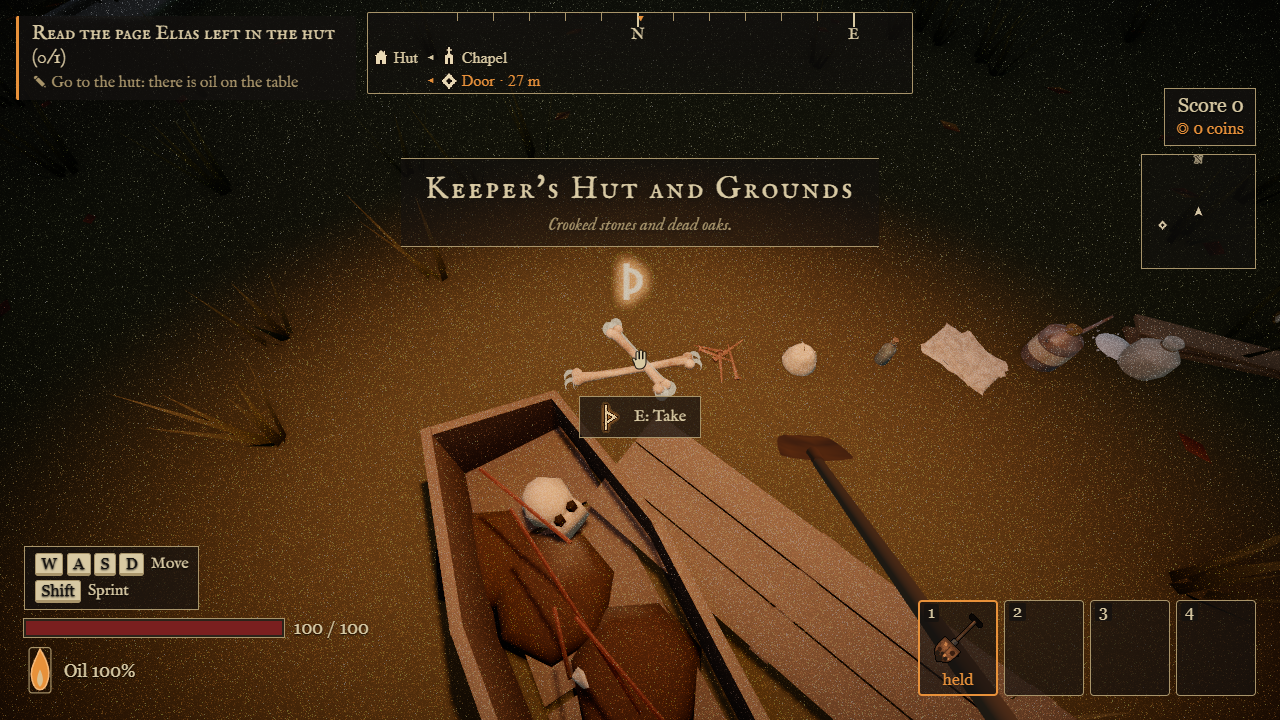 Read the page Elias left in the hut
(0/1)
Go to the hut: there is oil on the table
N
E
Hut
Chapel
Door · 27 m
Score 0
0 coins
Keeper's Hut and Grounds
Crooked stones and dead oaks.
Þ
E: Take
W A S D Move
Shift Sprint
100 / 100
Oil 100%
1
2
3
4
held